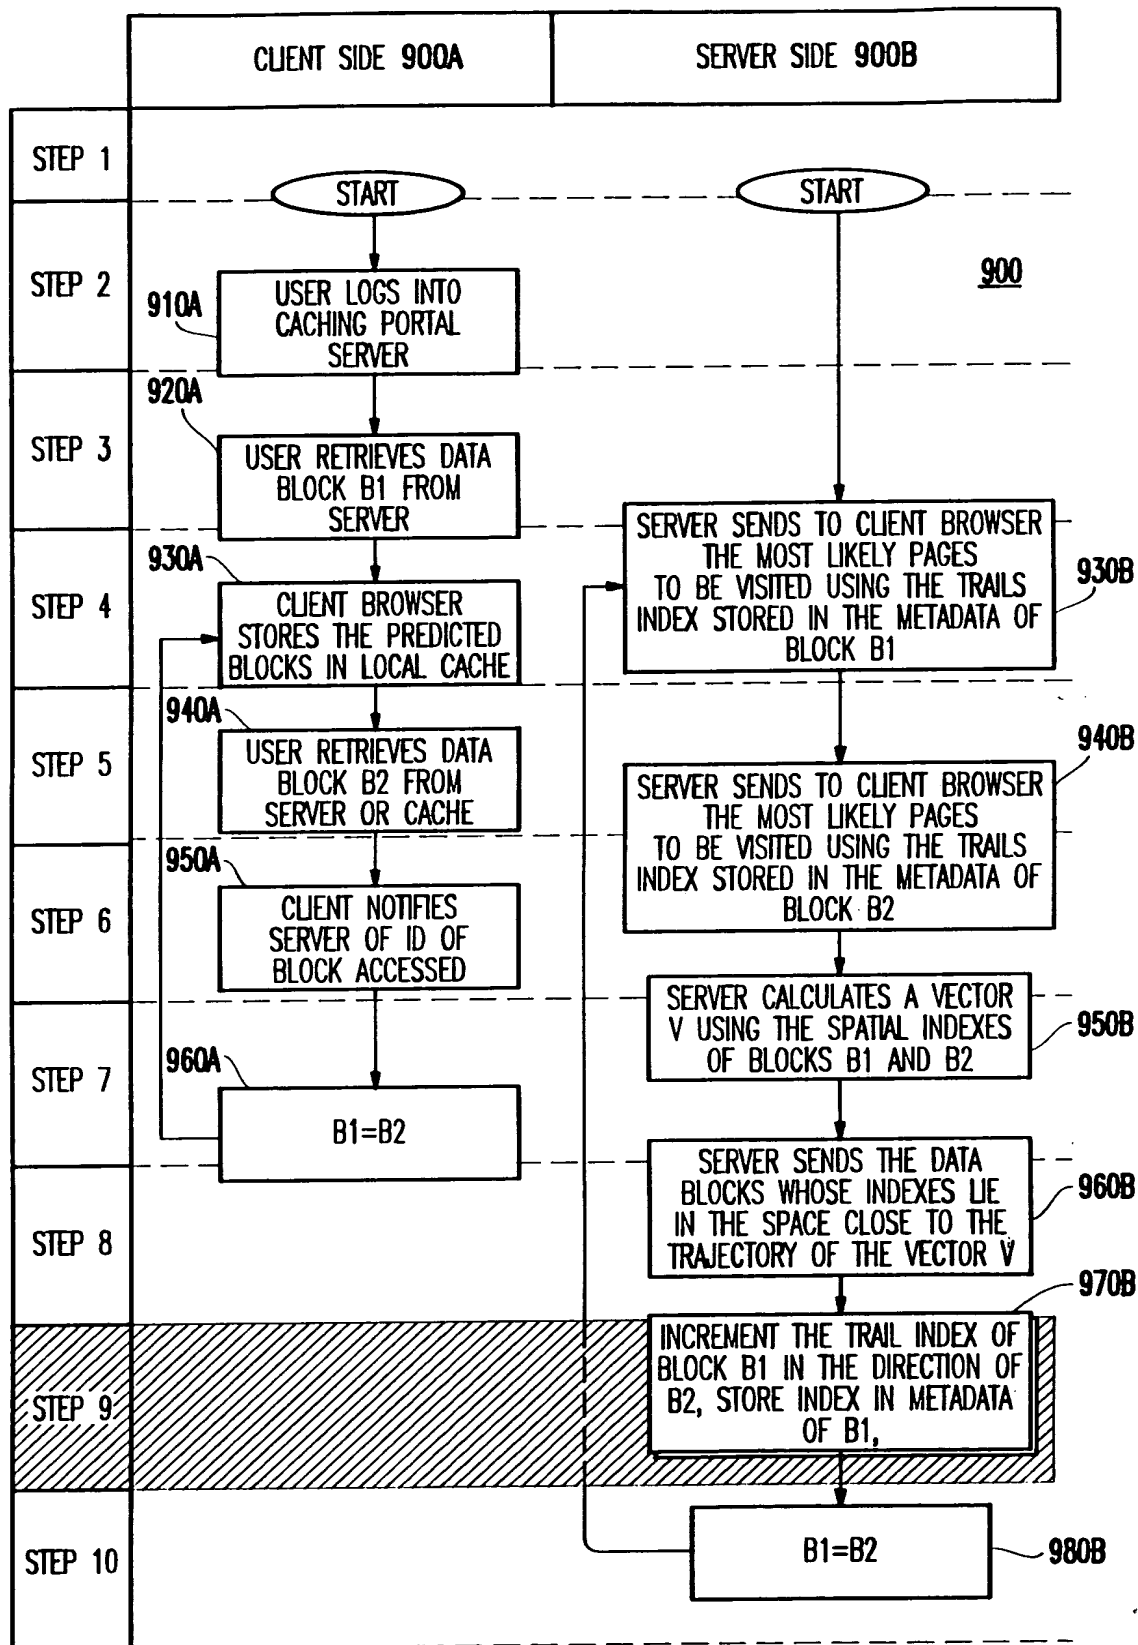 CLIENT SIDE 900A
SERVER SIDE 900B
STEP 1
START
START
STEP 2
900
910A
USER LOGS INTO
CACHING PORTAL
SERVER
920A
STEP 3
USER RETRIEVES DATA
BLOCK B1 FROM
SERVER
930A
SERVER SENDS TO CLIENT BROWSER
THE MOST LIKELY PAGES
TO BE VISITED USING THE TRAILS
INDEX STORED IN THE METADATA OF
BLOCK B1
930B
STEP 4
CLIENT BROWSER
STORES THE PREDICTED
BLOCKS IN LOCAL CACHE
940A
STEP 5
USER RETRIEVES DATA
BLOCK B2 FROM
SERVER OR CACHE
940B
SERVER SENDS TO CLIENT BROWSER
THE MOST LIKELY PAGES
TO BE VISITED USING THE TRAILS
INDEX STORED IN THE METADATA OF
BLOCK B2
950A
STEP 6
CLIENT NOTIFIES
SERVER OF ID OF
BLOCK ACCESSED
SERVER CALCULATES A VECTOR
V USING THE SPATIAL INDEXES
OF BLOCKS B1 AND B2
950B
960A
STEP 7
B1=B2
SERVER SENDS THE DATA
BLOCKS WHOSE INDEXES LIE
IN THE SPACE CLOSE TO THE
TRAJECTORY OF THE VECTOR V
960B
STEP 8
970B
INCREMENT THE TRAIL INDEX OF
BLOCK B1 IN THE DIRECTION OF
B2, STORE INDEX IN METADATA
OF B1,
STEP 9
STEP 10
B1=B2
980B